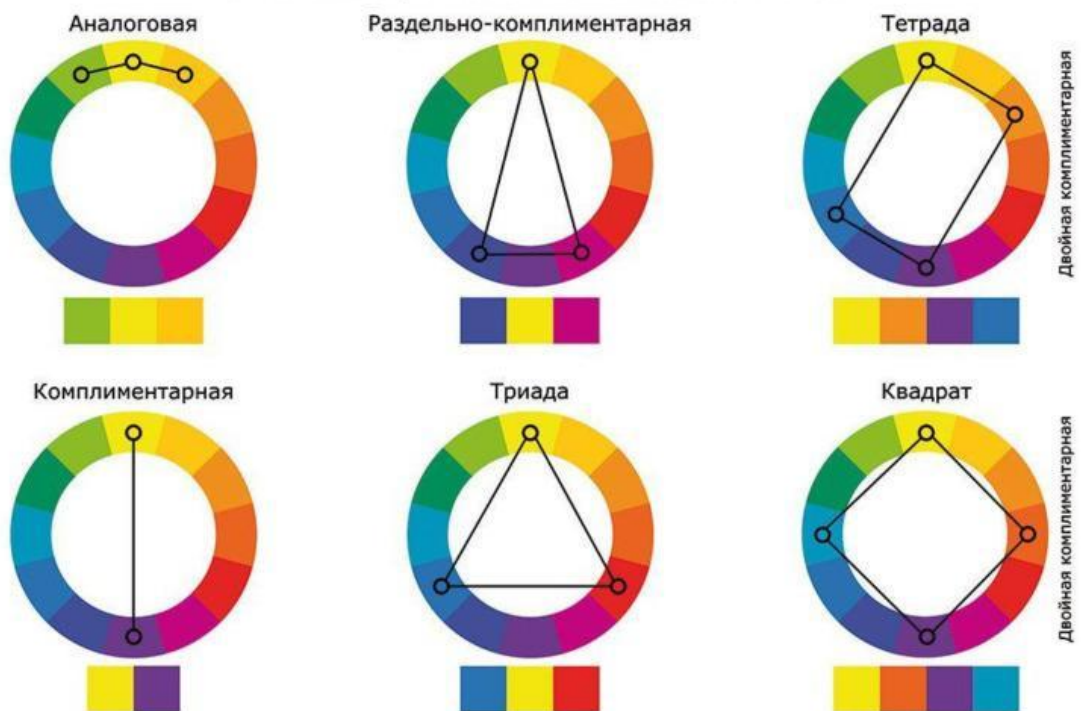 Аналоговая
Раздельно-комплиментарная
Тетрада
Двойная комплиментарная
Комплиментарная
Триада
Квадрат
Двойная комплиментарная